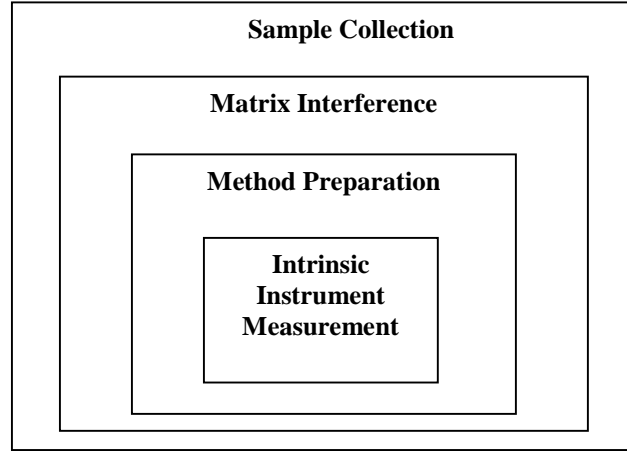 Sample Collection
Matrix Interference
Method Preparation
Intrinsic
Instrument
Measurement